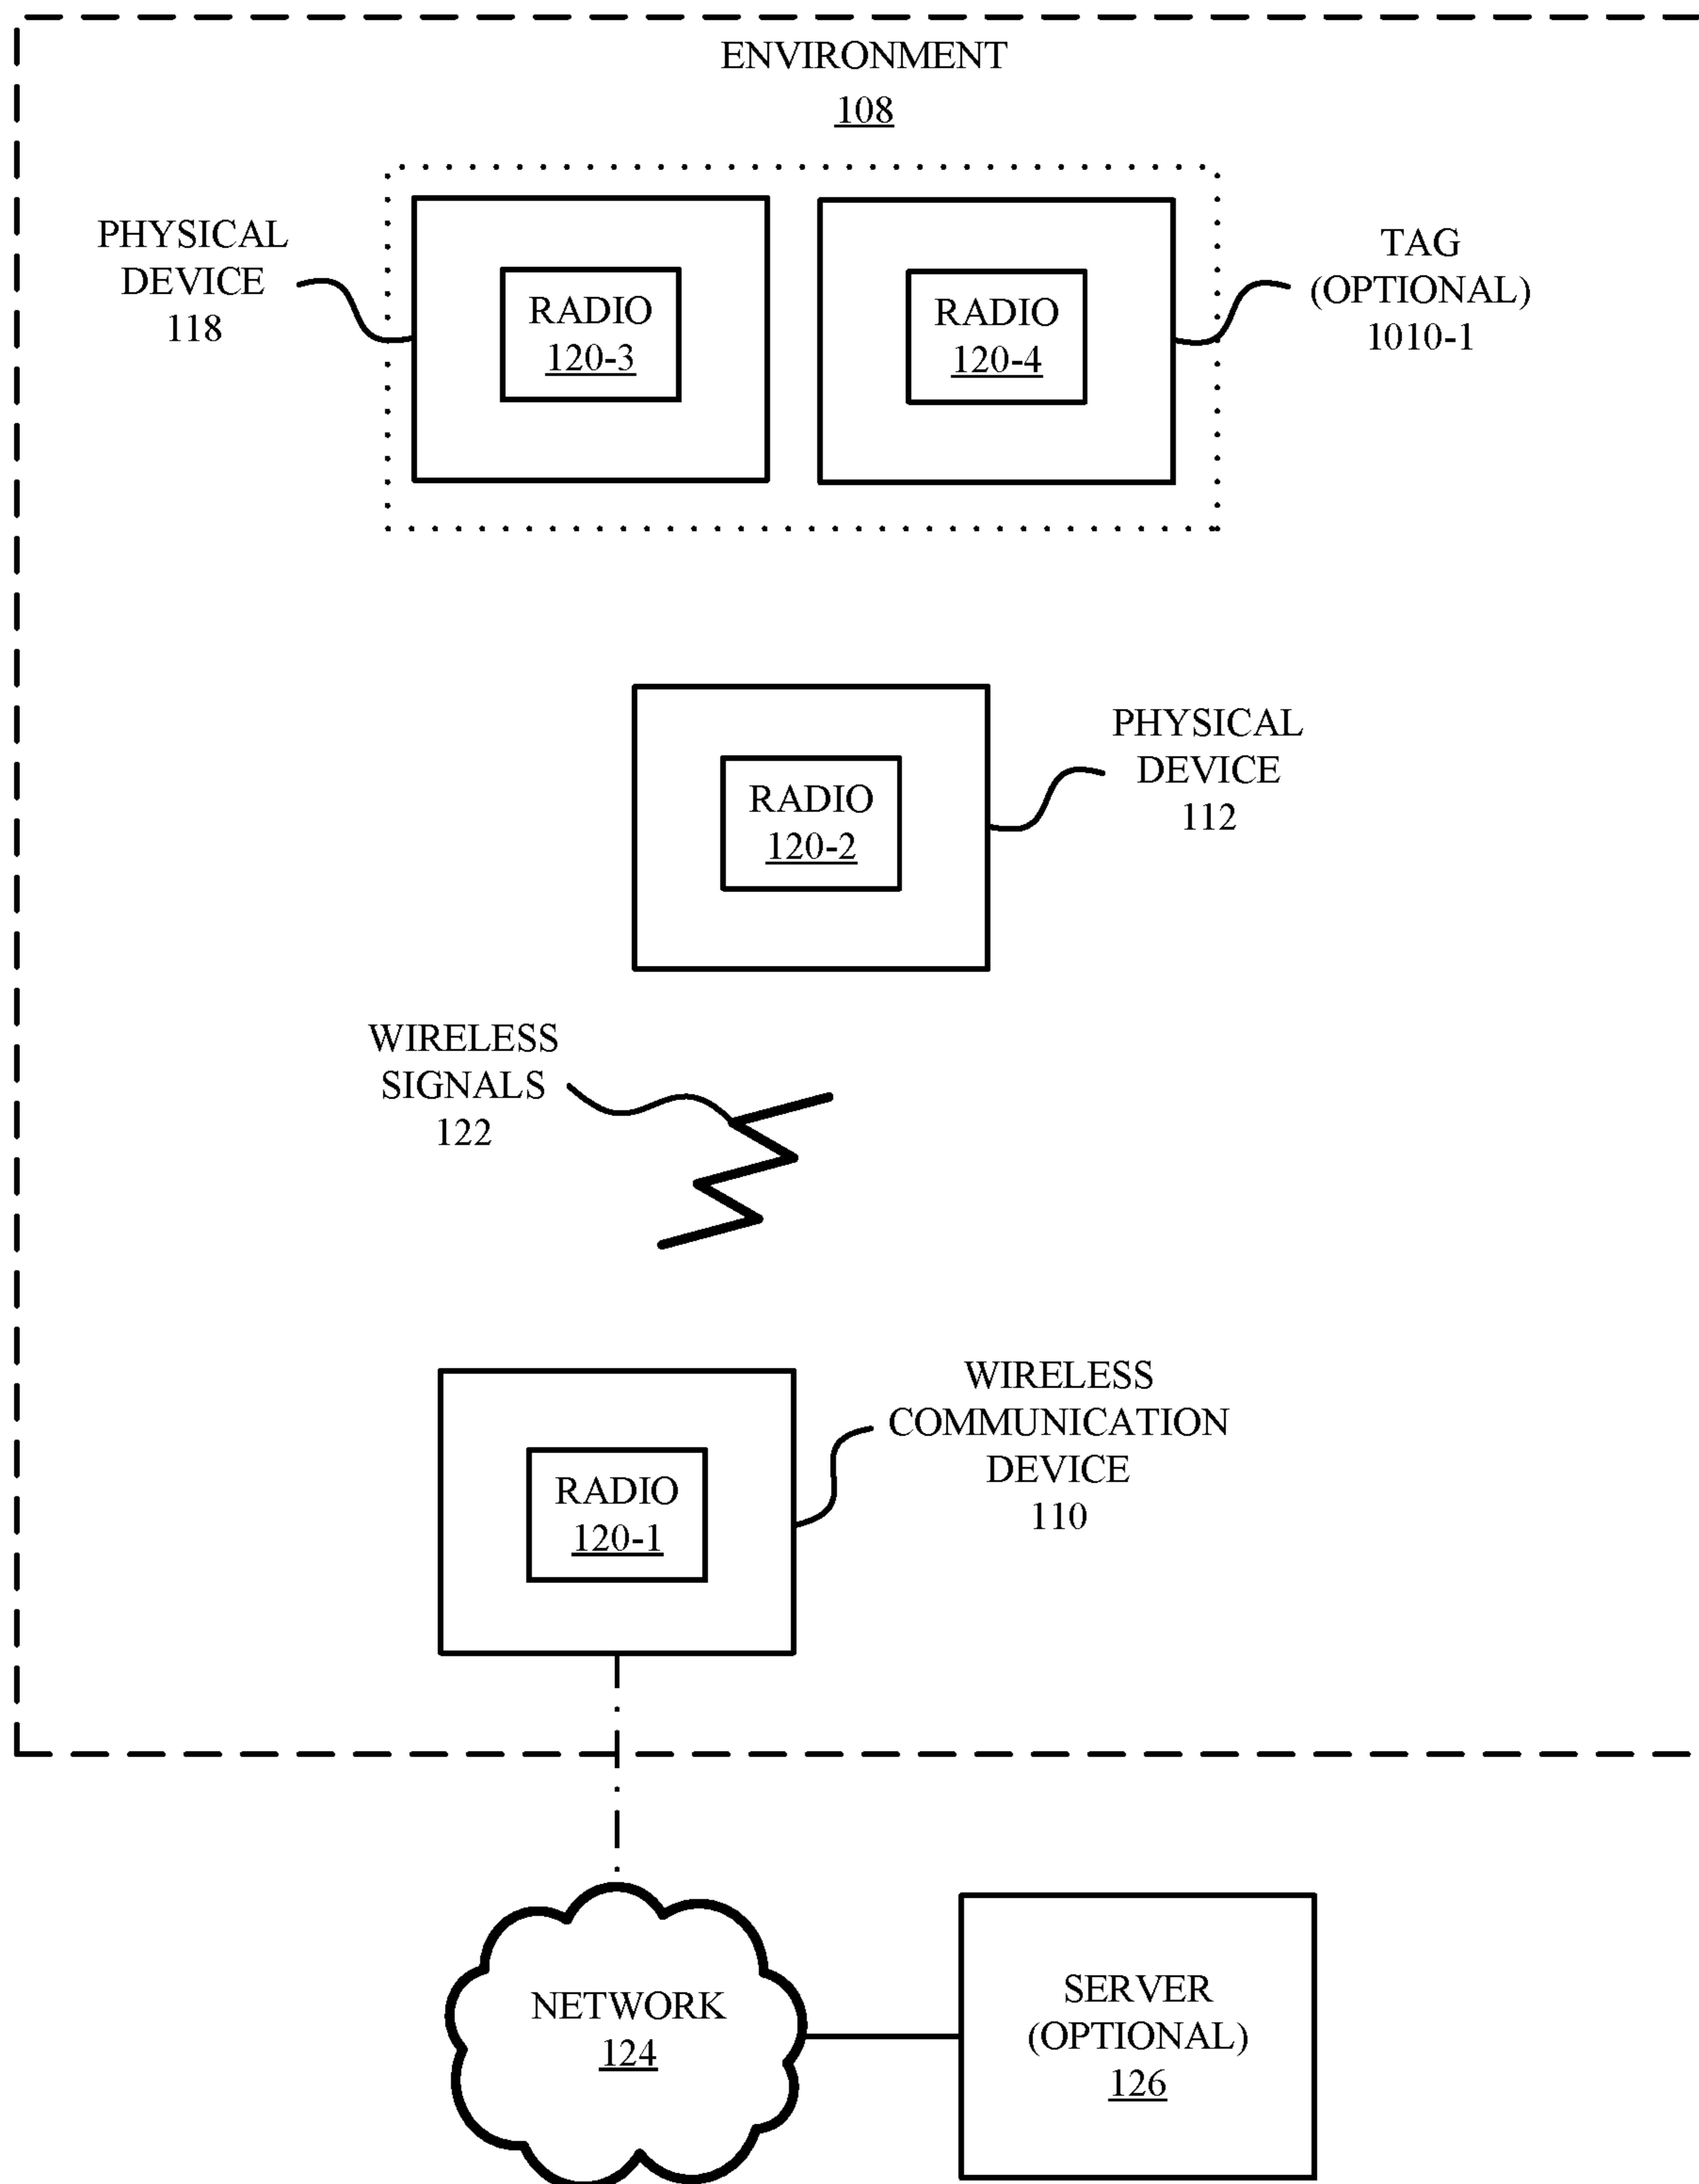 ENVIRONMENT
108
PHYSICAL
DEVICE
118
RADIO
120-3
RADIO
120-4
TAG
(OPTIONAL)
1010-1
RADIO
120-2
PHYSICAL
DEVICE
112
WIRELESS
SIGNALS
122
RADIO
120-1
WIRELESS
COMMUNICATION
DEVICE
110
NETWORK
124
SERVER
(OPTIONAL)
126